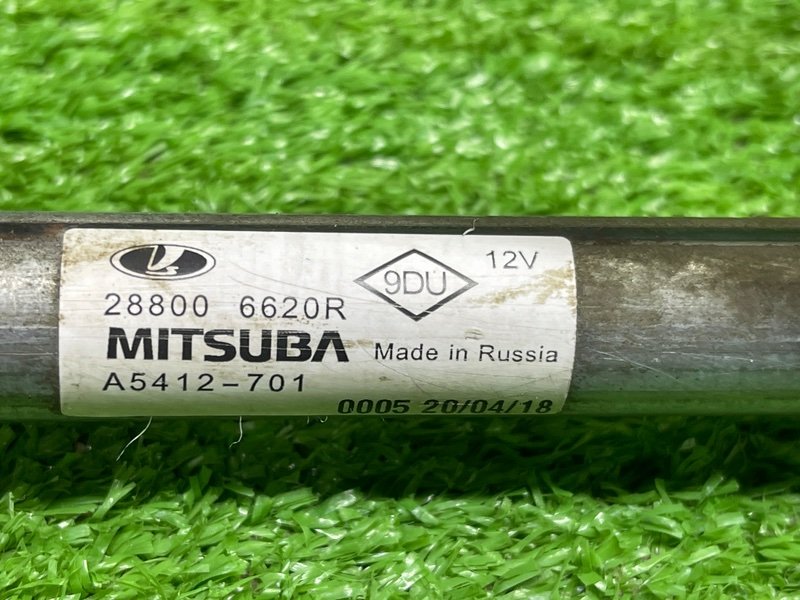 9DU 12V
28800 6620R
MITSUBA Made in Russia
A5412-701
0005 20/04/18